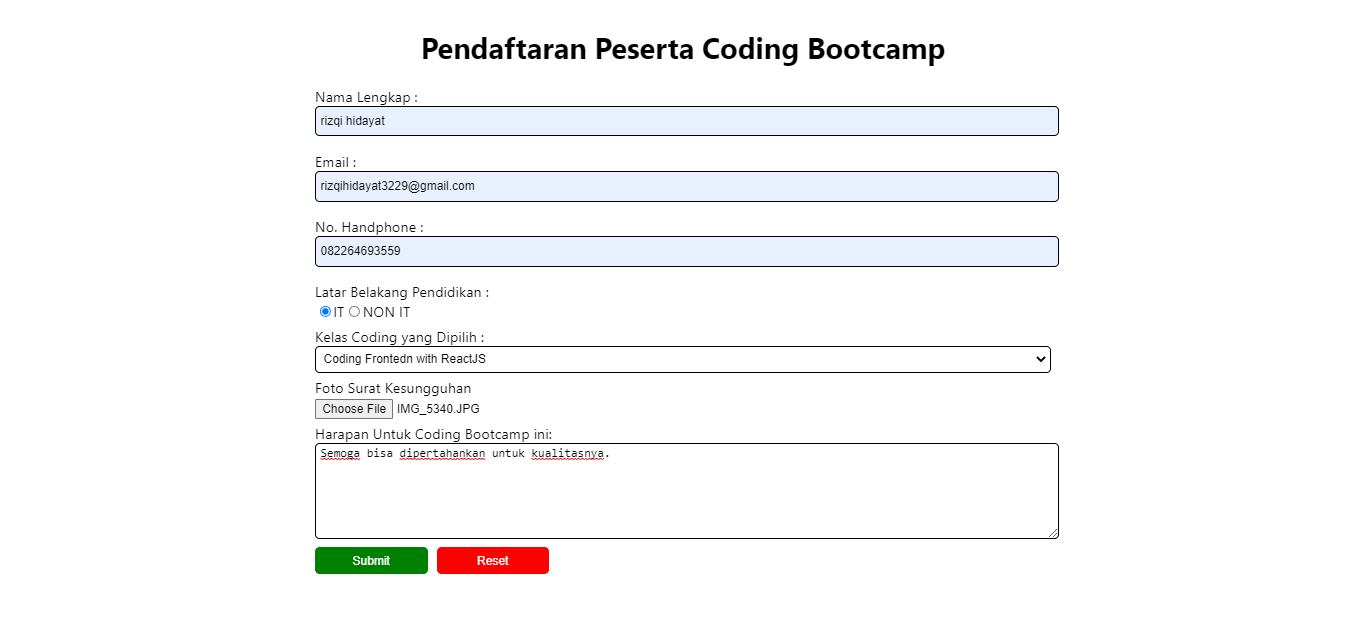 Pendaftaran Peserta Coding Bootcamp
Nama Lengkap :
rizqi hidayat
Email :
rizqihidayat3229@gmail.com
No. Handphone :
082264693559
Latar Belakang Pendidikan :
IT NON IT
Kelas Coding yang Dipilih :
Coding Frontedn with ReactJS
Foto Surat Kesungguhan
Choose File IMG_5340.JPG
Harapan Untuk Coding Bootcamp ini:
Semoga bisa dipertahankan untuk kualitasnya.
Submit Reset